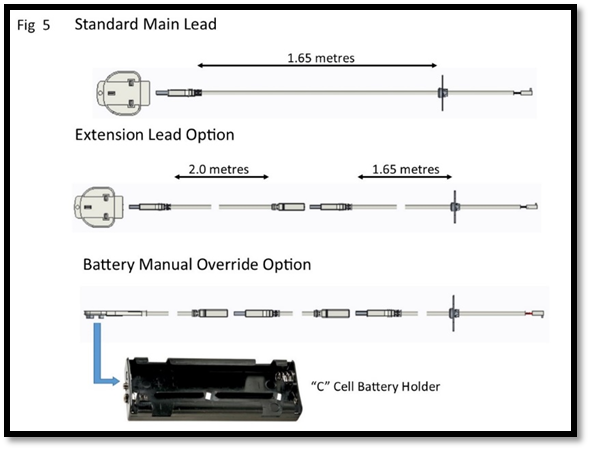 Fig 5 Standard Main Lead
1.65 metres
Extension Lead Option
2.0 metres 1.65 metres
Battery Manual Override Option
“C” Cell Battery Holder